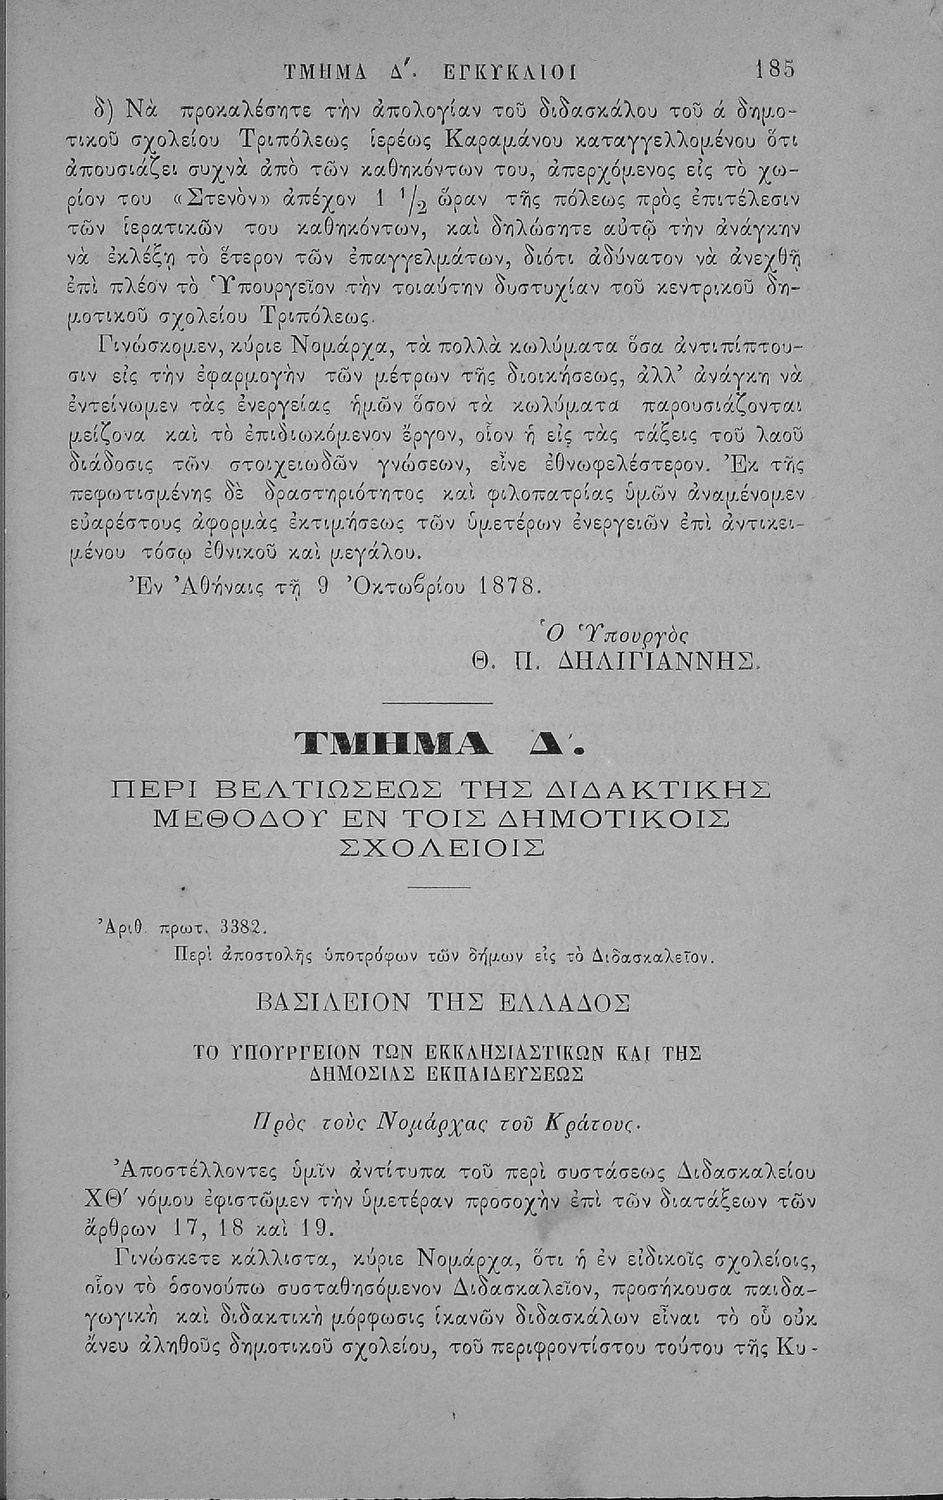 ΤΜΗΜΑ Δ΄. ΕΓΚΥΚΛΙΟΙ 185
δ) Νὰ προκαλέσητε τὴν ἀπολογίαν τοῦ διδασκάλου τοῦ ά δημο-
τικοῦ σχολείου Τριπόλεως ἱερέως Καραμάνου καταγγελλομένου ὅτι
ἀπουσιάζει συχνὰ ἀπὸ τῶν καθηκόντων του, ἀπερχόμενος εἰς τὸ χω-
ρίον του «Στενὸν» ἀπέχον 1 1/2 ὥραν τῆς πόλεως πρὸς ἐπιτέλεσιν
τῶν ἱερατικῶν του καθηκόντων, καὶ δηλώσητε αὐτῷ τὴν ἀνάγκην
νὰ ἐκλέξῃ τὸ ἕτερον τῶν ἐπαγγελμάτων, διότι ἀδύνατον νὰ ἀνεχθῇ
ἐπὶ πλέον τὸ Ὑπουργεῖον τὴν τοιαύτην δυστυχίαν τοῦ κεντρικοῦ δη-
μοτικοῦ σχολείου Τριπόλεως.
Γινώσκομεν, κύριε Νομάρχα, τὰ πολλὰ κωλύματα ὅσα ἀντιπίπτου-
σιν εἰς τὴν ἐφαρμογὴν τῶν μέτρων τῆς διοικήσεως, ἀλλ’ ἀνάγκη νὰ
ἐντείνωμεν τὰς ἐνεργείας ἡμῶν ὅσον τὰ κωλύματα παρουσιάζονται
μείζονα καὶ τὸ ἐπιδιωκόμενον ἔργον, οἷον ἡ εἰς τὰς τάξεις τοῦ λαοῦ
διάδοσις τῶν στοιχειωδῶν γνώσεων, εἶνε ἐθνωφελέστερον. Ἐκ τῆς
πεφωτισμένης δὲ δραστηριότητος καὶ φιλοπατρίας ὑμῶν ἀναμένομεν
εὐαρέστους ἀφορμὰς ἐκτιμήσεως τῶν ὑμετέρων ἐνεργειῶν ἐπὶ ἀντικει-
μένου τόσῳ ἐθνικοῦ καὶ μεγάλου.
Ἐν Ἀθήναις τῇ 9 Ὀκτωβρίου 1878.
Ὁ Ὑπουργὸς
Θ. Π. ΔΗΛΙΓΙΑΝΝΗΣ.
ΤΜΗΜΑ Δ΄.
ΠΕΡΙ ΒΕΛΤΙΩΣΕΩΣ ΤΗΣ ΔΙΔΑΚΤΙΚΗΣ
ΜΕΘΟΔΟΥ ΕΝ ΤΟΙΣ ΔΗΜΟΤΙΚΟΙΣ
ΣΧΟΛΕΙΟΙΣ
Ἀριθ. πρωτ. 3382.
Περὶ ἀποστολῆς ὑποτρόφων τῶν δήμων εἰς τὸ Διδασκαλεῖον.
ΒΑΣΙΛΕΙΟΝ ΤΗΣ ΕΛΛΑΔΟΣ
ΤΟ ΥΠΟΥΡΓΕΙΟΝ ΤΩΝ ΕΚΚΛΗΣΙΑΣΤΙΚΩΝ ΚΑΙ ΤΗΣ
ΔΗΜΟΣΙΑΣ ΕΚΠΑΙΔΕΥΣΕΩΣ
Πρὸς τοὺς Νομάρχας τοῦ Κράτους.
Ἀποστέλλοντες ὑμῖν ἀντίτυπα τοῦ περὶ συστάσεως Διδασκαλείου
ΧΘ΄ νόμου ἐφιστῶμεν τὴν ὑμετέραν προσοχὴν ἐπὶ τῶν διατάξεων τῶν
ἄρθρων 17, 18 καὶ 19.
Γινώσκετε κάλλιστα, κύριε Νομάρχα, ὅτι ἡ ἐν εἰδικοῖς σχολείοις,
οἷον τὸ ὁσονούπω συσταθησόμενον Διδασκαλεῖον, προσήκουσα παιδα-
γωγικὴ καὶ διδακτικὴ μόρφωσις ἱκανῶν διδασκάλων εἶναι τὸ οὗ οὐκ
ἄνευ ἀληθοῦς δημοτικοῦ σχολείου, τοῦ περιφροντίστου τούτου τῆς Κυ-